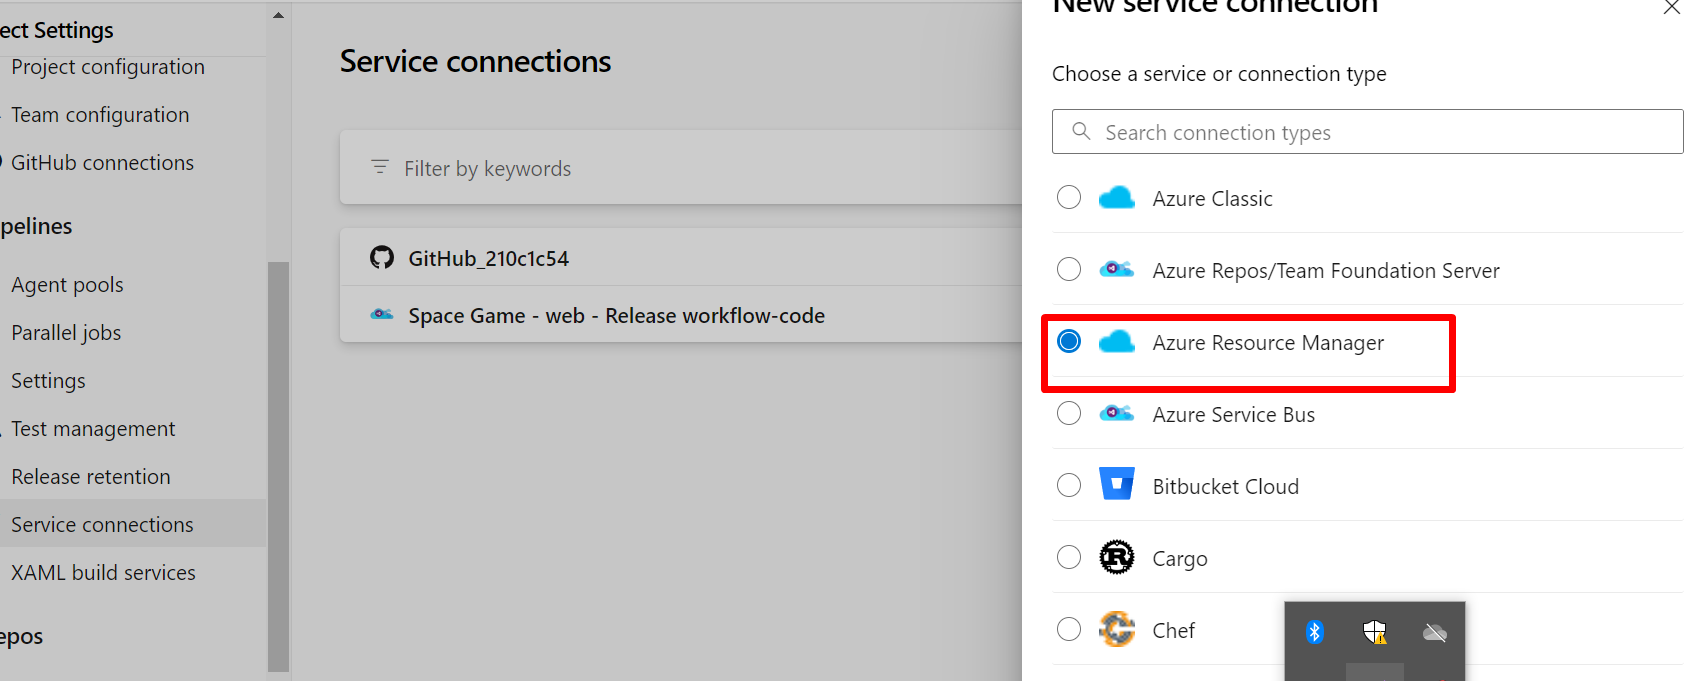 ect Settings
Project configuration
Team configuration
GitHub connections
pelines
Agent pools
Parallel jobs
Settings
Test management
Release retention
Service connections
XAML build services
epos
Service connections
Filter by keywords
GitHub_210c1c54
Space Game - web - Release workflow-code
New service connection
Choose a service or connection type
Search connection types
Azure Classic
Azure Repos/Team Foundation Server
Azure Resource Manager
Azure Service Bus
Bitbucket Cloud
Cargo
Chef